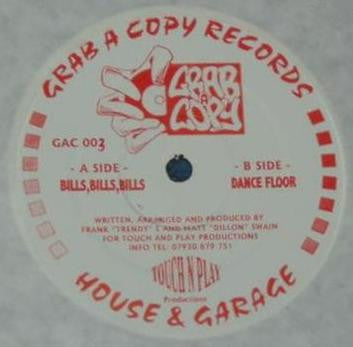 GRAB A COPY RECORDS
GRAB
A
COPY
GAC 003
- A SIDE -
BILLS,BILLS,BILLS
- B SIDE -
DANCE FLOOR
WRITTEN, ARRANGED AND PRODUCED BY
FRANK "TRENDY" L AND MATT "DILLON" SWAIN
FOR TOUCH AND PLAY PRODUCTIONS
INFO TEL: 07930 879 751
TOUCH N PLAY
Productions
HOUSE & GARAGE